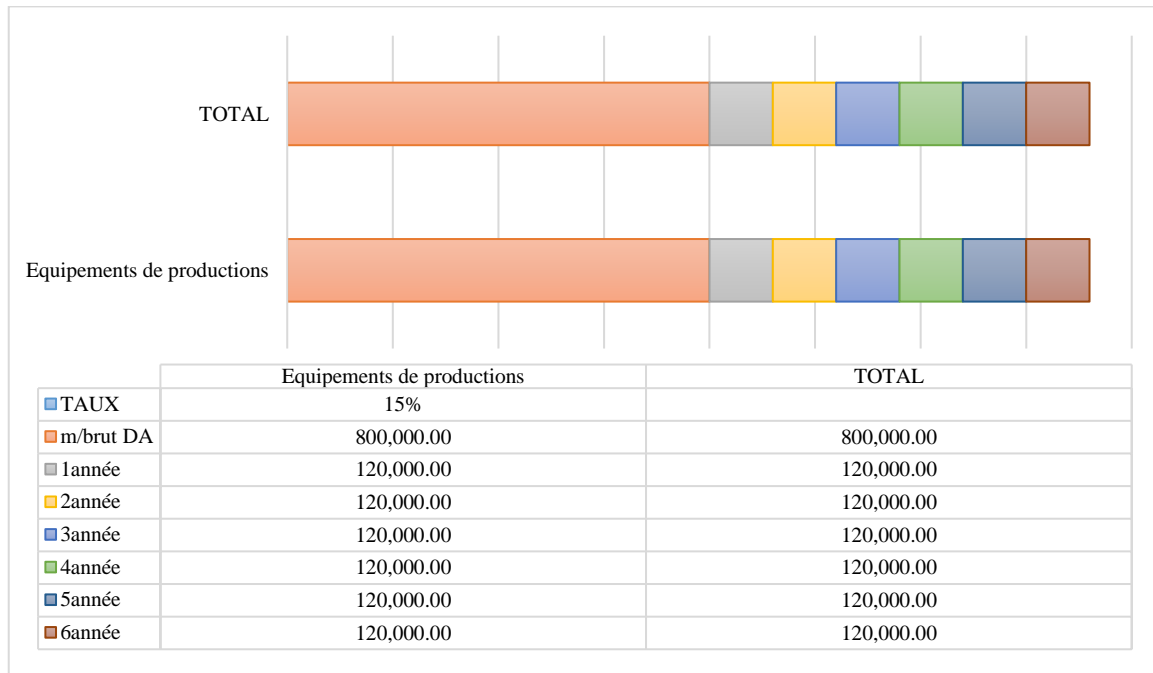 TOTAL
Equipements de productions
Equipements de productions TOTAL
TAUX 15%
m/brut DA 800,000.00 800,000.00
1année 120,000.00 120,000.00
2année 120,000.00 120,000.00
3année 120,000.00 120,000.00
4année 120,000.00 120,000.00
5année 120,000.00 120,000.00
6année 120,000.00 120,000.00